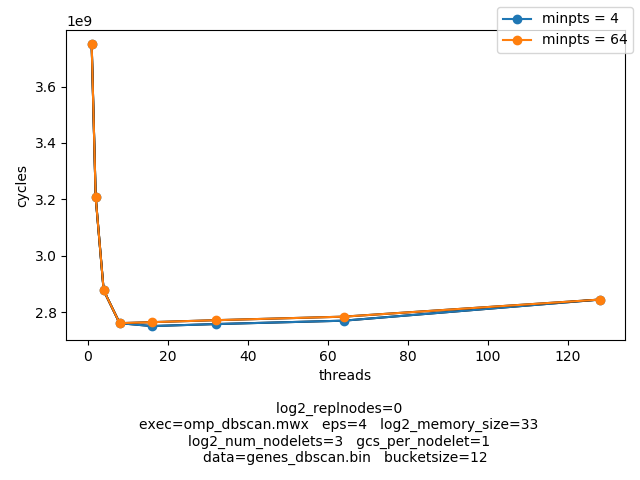 1e9
minpts = 4
minpts = 64
3.6
3.4
3.2
3.0
2.8
cycles
0 20 40 60 80 100 120
threads
log2_replnodes=0
exec=omp_dbscan.mwx eps=4 log2_memory_size=33
log2_num_nodelets=3 gcs_per_nodelet=1
data=genes_dbscan.bin bucketsize=12